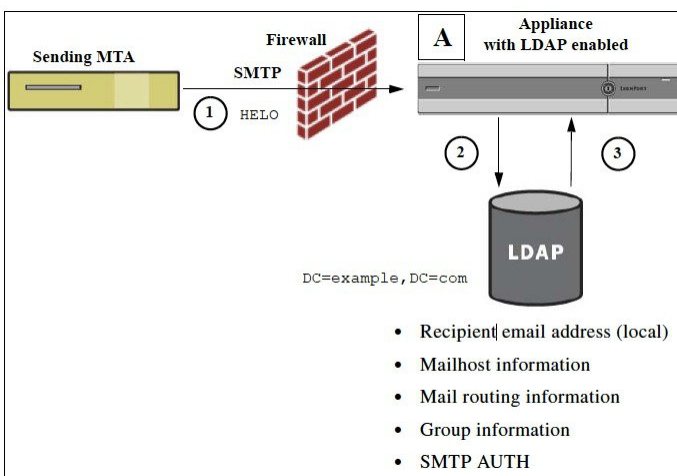 Sending MTA
Firewall
A
Appliance
with LDAP enabled
SMTP
1
HELO
IRONPORT
2
3
LDAP
DC=example,DC=com
• Recipient email address (local)
• Mailhost information
• Mail routing information
• Group information
• SMTP AUTH